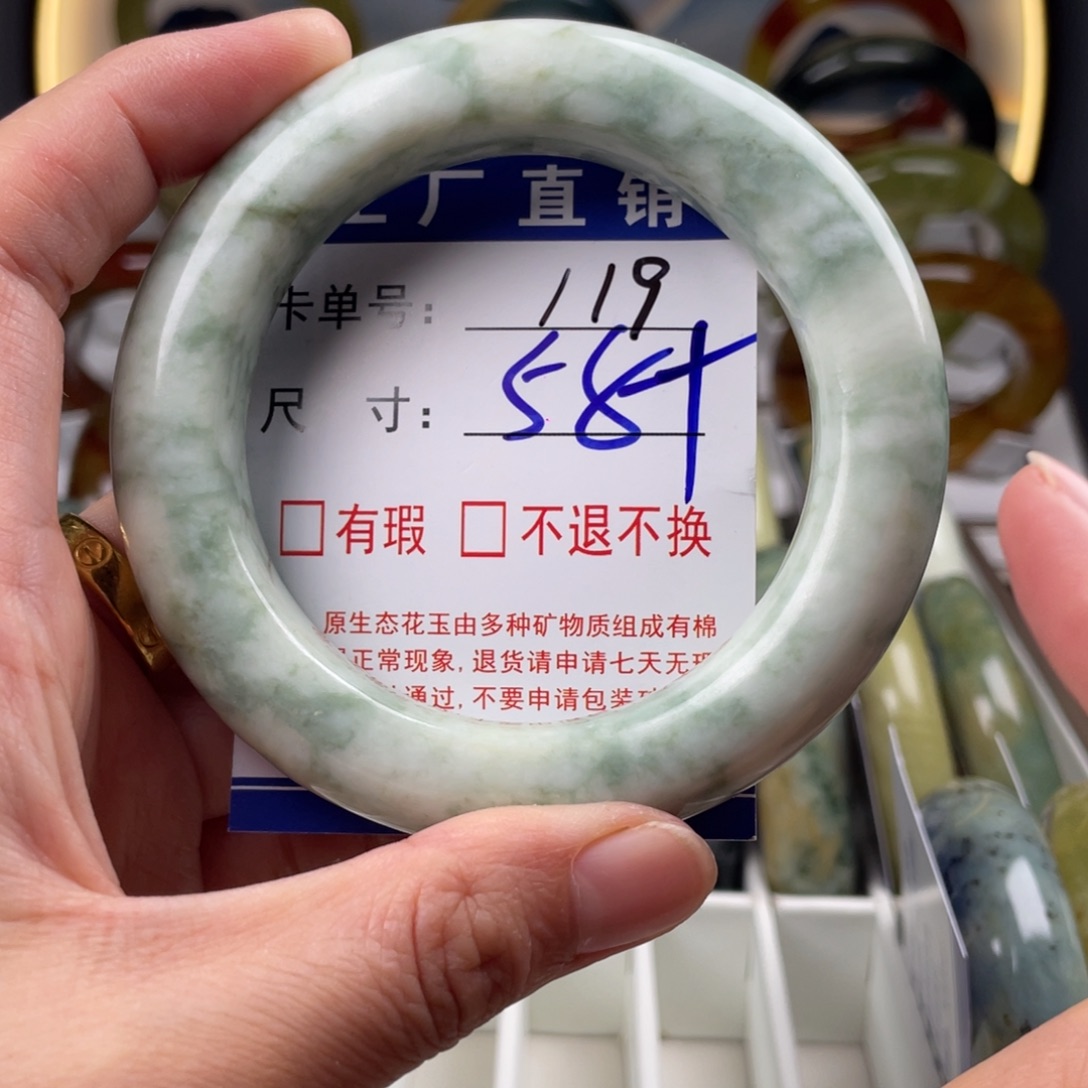 厂直销
卡单号: 119
尺 寸: 58+
□有瑕 □不退不换
原生态花玉由多种矿物质组成有棉
正常现象,退货请申请七天无
通过,不要申请包装